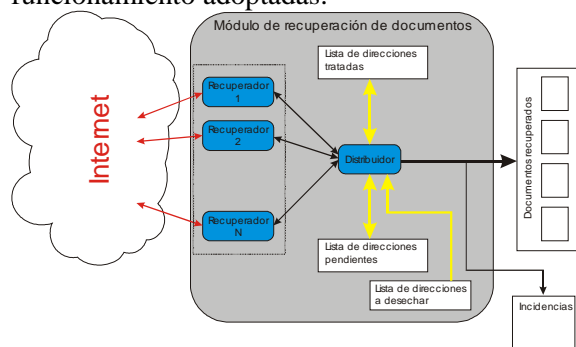 funcionamiento adoptadas.
Módulo de recuperación de documentos
Internet
Recuperador
1
Recuperador
2
Recuperador
N
Lista de direcciones
tratadas
Distribuidor
Lista de direcciones
pendientes
Lista de direcciones
a desechar
Documentos recuperados
Incidencias